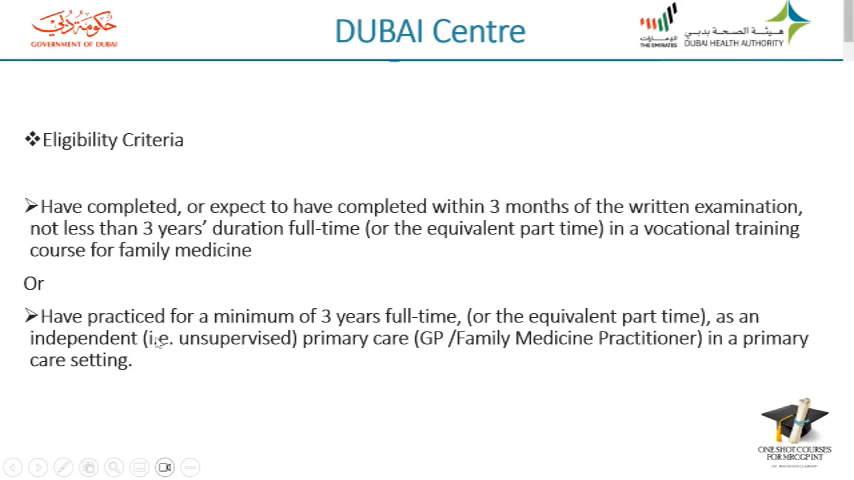 حكومة دبي
GOVERNMENT OF DUBAI
DUBAI Centre
الإمارات
THE EMIRATES
هيئة الصحة بدبي
DUBAI HEALTH AUTHORITY
❖Eligibility Criteria
➢Have completed, or expect to have completed within 3 months of the written examination,
not less than 3 years’ duration full-time (or the equivalent part time) in a vocational training
course for family medicine
Or
➢Have practiced for a minimum of 3 years full-time, (or the equivalent part time), as an
independent (i.e. unsupervised) primary care (GP /Family Medicine Practitioner) in a primary
care setting.
ONE SHOT COURSES
FOR MRCGP INT